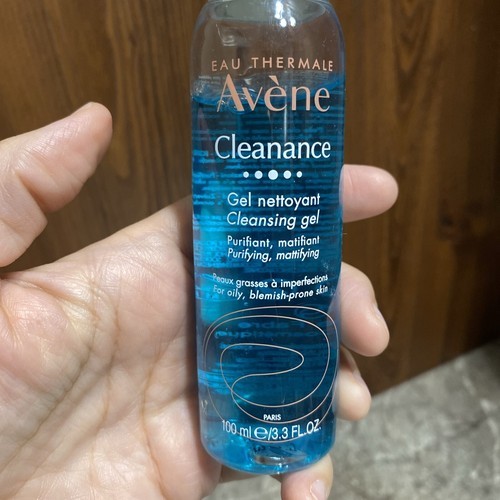 EAU THERMALE
Avène
Cleanance
Gel nettoyant
Cleansing gel
Purifiant, matifiant
Purifying, mattifying
Peaux grasses à imperfections
For oily, blemish-prone skin
PARIS
100 ml ℮/3.3 FL.OZ.